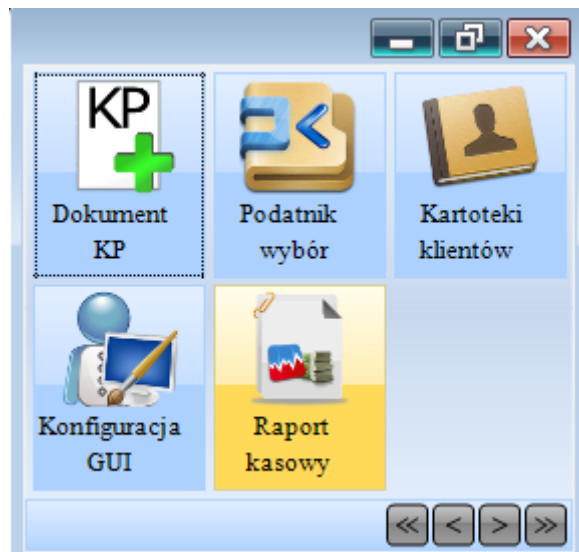 KP
Dokument
KP
Podatnik
wybór
Kartoteki
klientów
Konfiguracja
GUI
Raport
kasowy